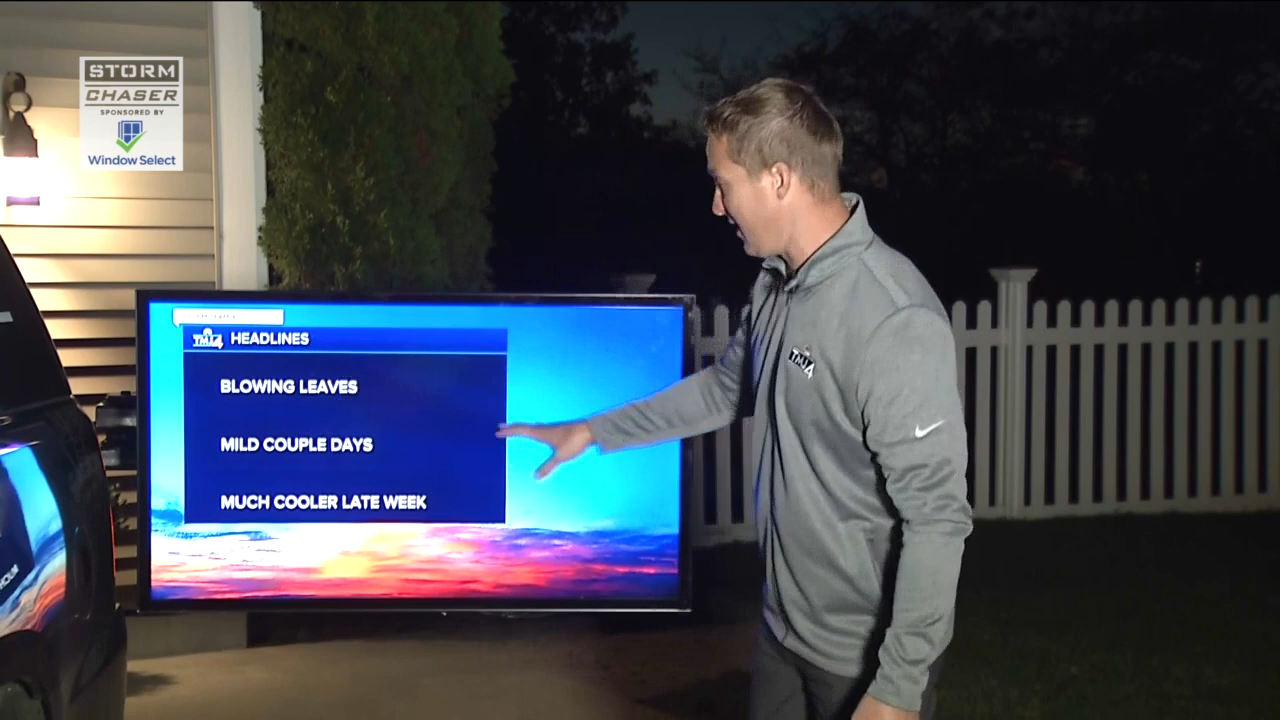 STORM
CHASER
SPONSORED BY
Window Select
TMJ4 HEADLINES
BLOWING LEAVES
MILD COUPLE DAYS
MUCH COOLER LATE WEEK
TMJ4